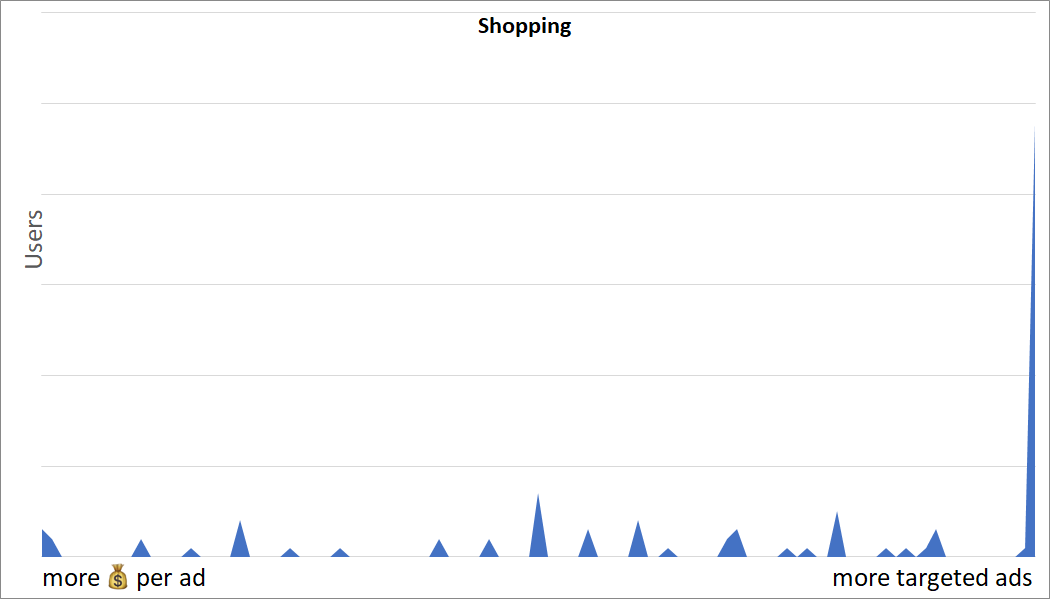 Shopping
Users
more 💰 per ad
more targeted ads